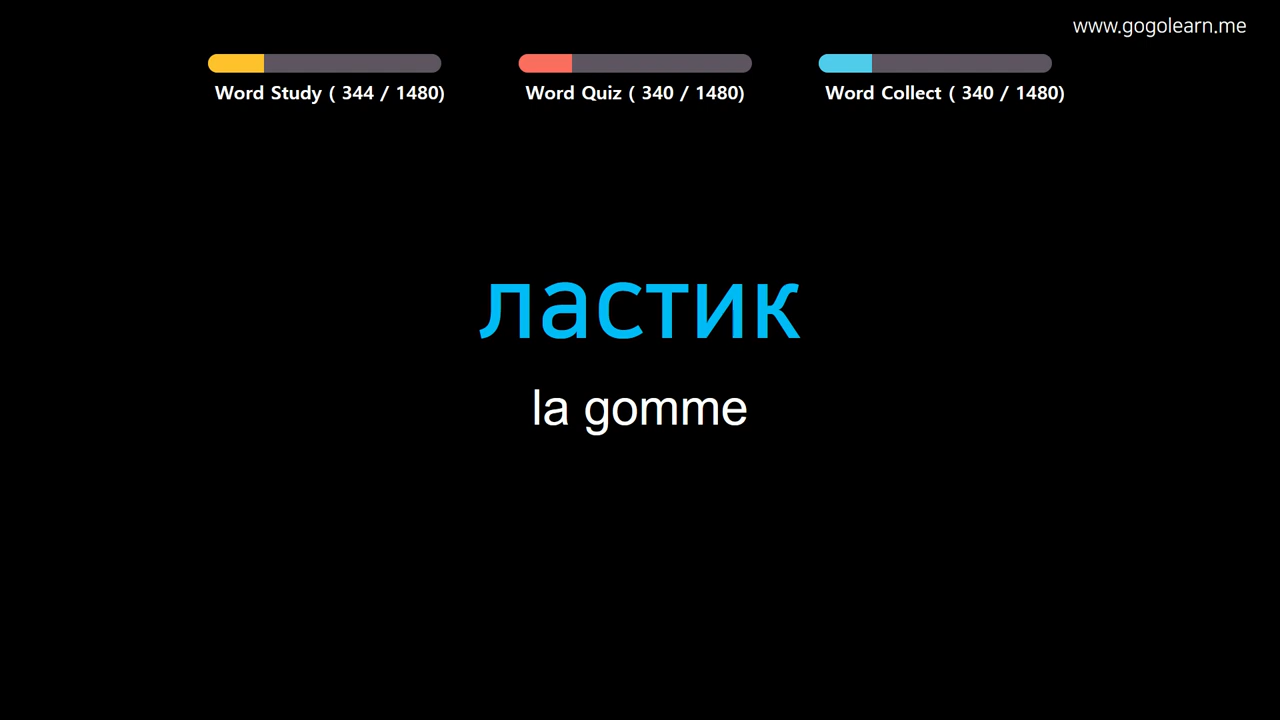 www.gogolearn.me
Word Study ( 344 / 1480)
Word Quiz ( 340 / 1480)
Word Collect ( 340 / 1480)
ластик
la gomme